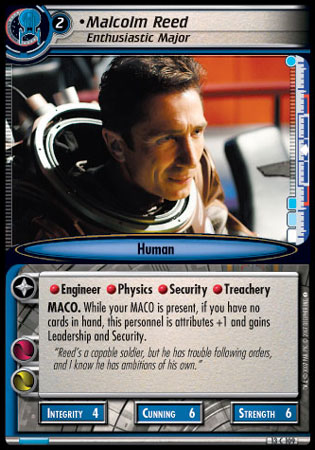 2
•Malcolm Reed
Enthusiastic Major
Human
Engineer Physics Security Treachery
MACO. While your MACO is present, if you have no
cards in hand, this personnel is attributes +1 and gains
Leadership and Security.
"Reed's a capable soldier, but he has trouble following orders,
and I know he has ambitions of his own."
INTEGRITY 4 CUNNING 6 STRENGTH 6